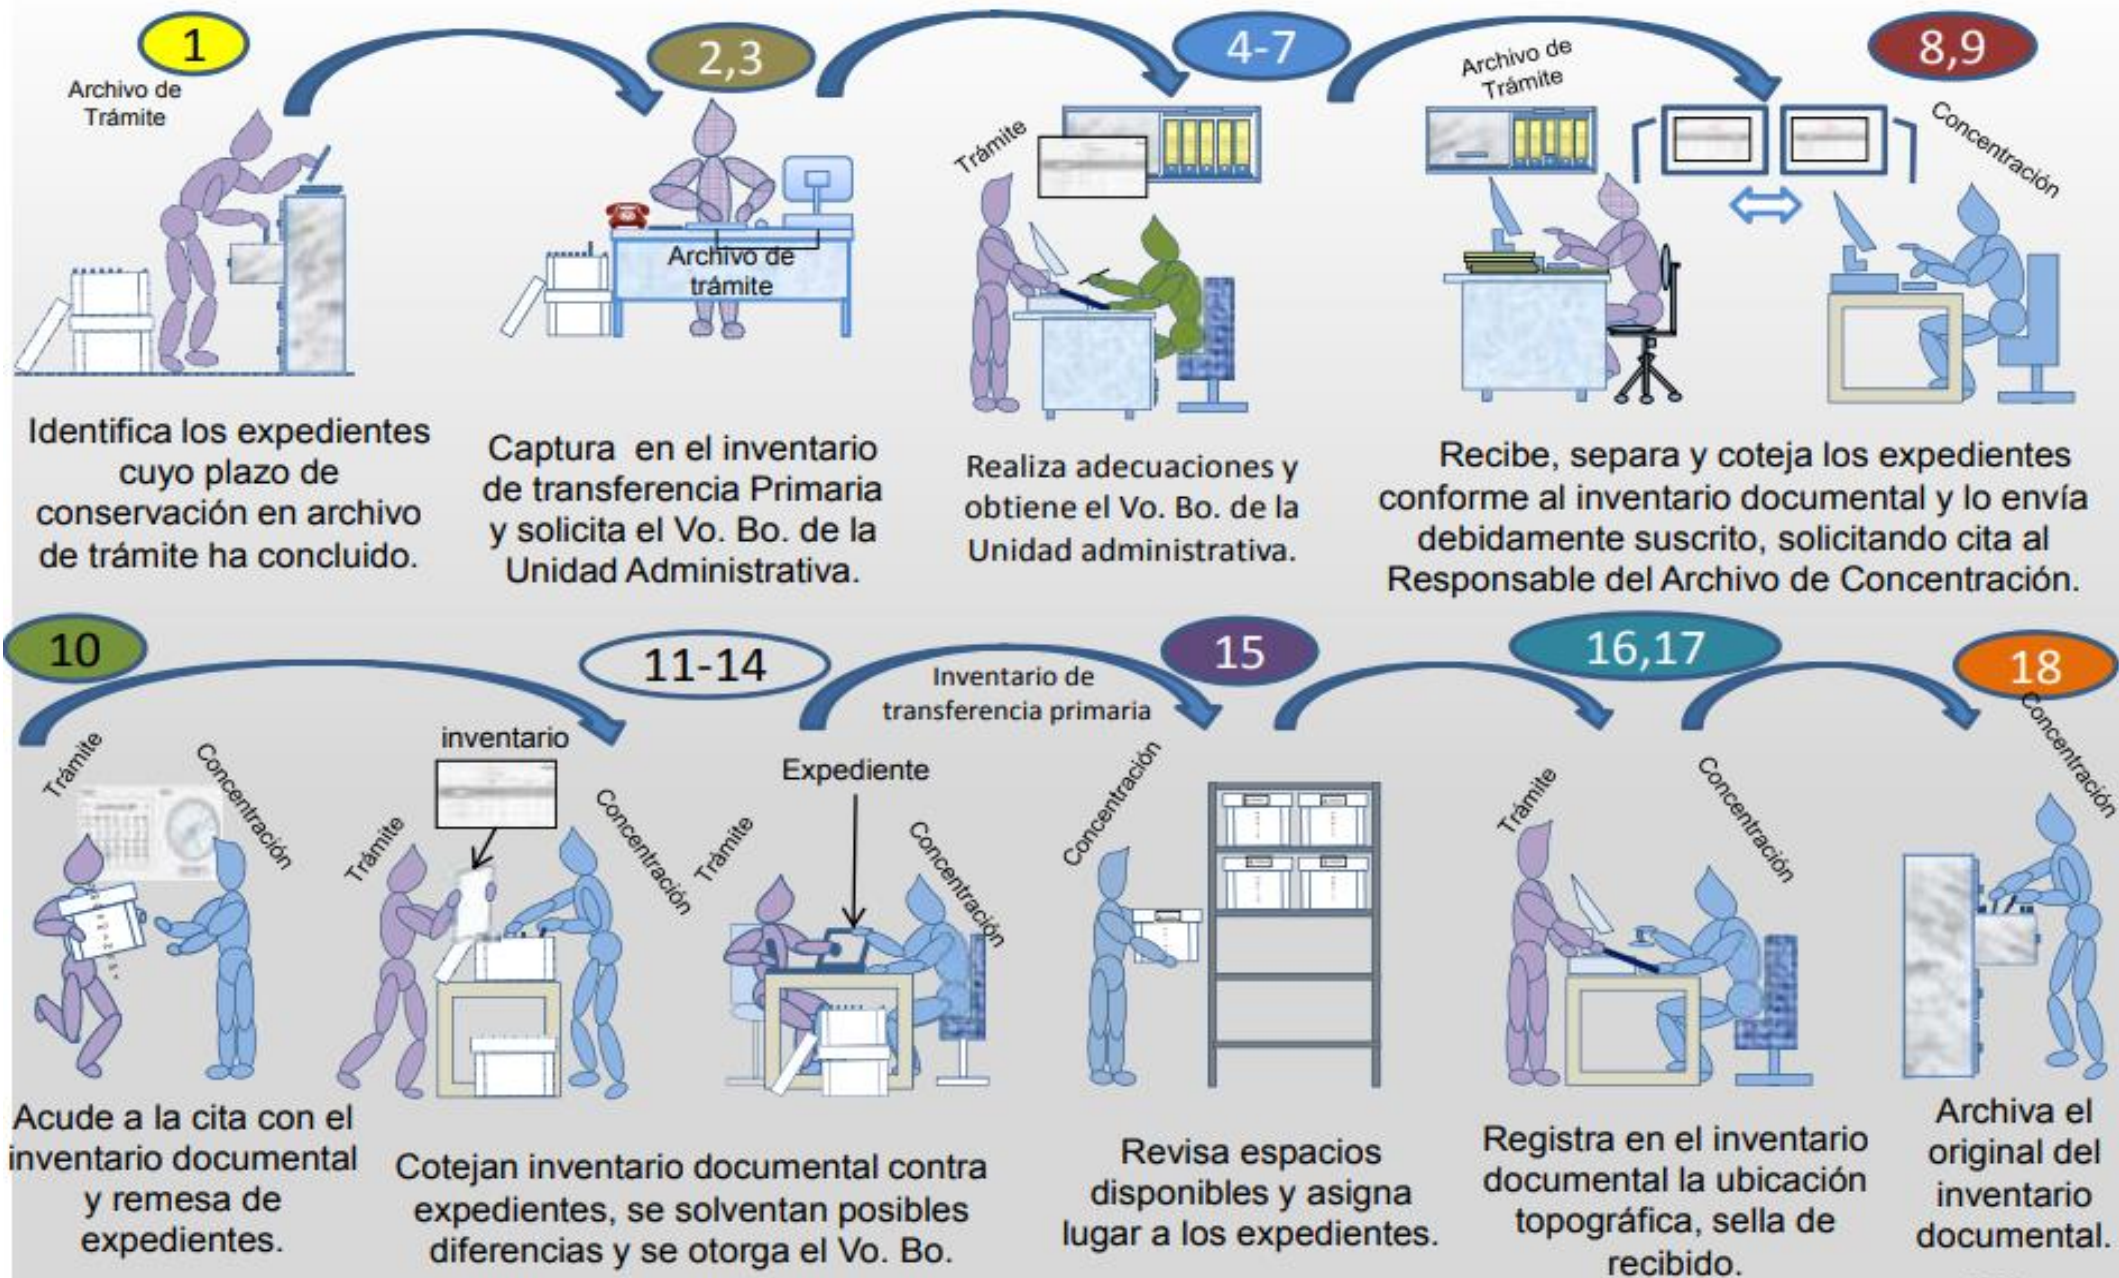 1
Archivo de
Trámite
Identifica los expedientes
cuyo plazo de
conservación en archivo
de trámite ha concluido.
2,3
Archivo de
trámite
Captura en el inventario
de transferencia Primaria
y solicita el Vo. Bo. de la
Unidad Administrativa.
4-7
Trámite
Realiza adecuaciones y
obtiene el Vo. Bo. de la
Unidad administrativa.
8,9
Archivo de
Trámite
Concentración
Recibe, separa y coteja los expedientes
conforme al inventario documental y lo envía
debidamente suscrito, solicitando cita al
Responsable del Archivo de Concentración.
10
Trámite
Concentración
Acude a la cita con el
inventario documental
y remesa de
expedientes.
11-14
inventario
Trámite
Concentración
Expediente
Trámite
Concentración
Cotejan inventario documental contra
expedientes, se solventan posibles
diferencias y se otorga el Vo. Bo.
Inventario de
transferencia primaria
15
Concentración
Revisa espacios
disponibles y asigna
lugar a los expedientes.
16,17
Trámite
Concentración
Registra en el inventario
documental la ubicación
topográfica, sella de
recibido.
18
Concentración
Archiva el
original del
inventario
documental.